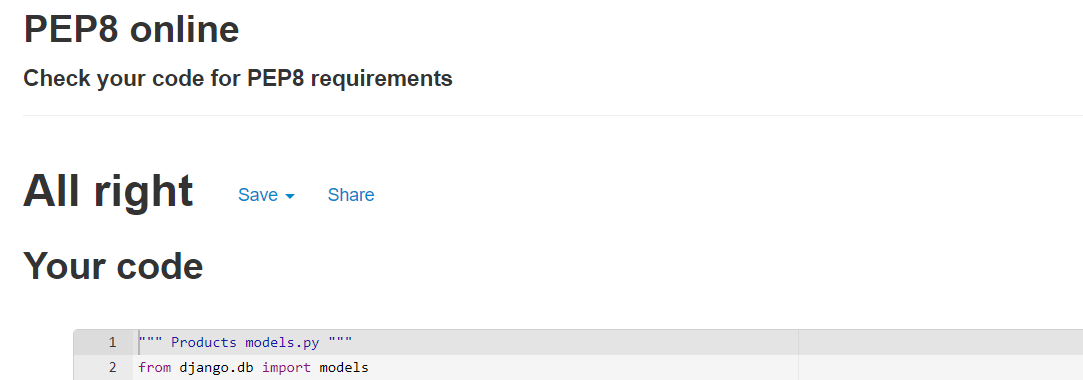 PEP8 online
Check your code for PEP8 requirements
All right Save Share
Your code
1 """ Products models.py """
2 from django.db import models